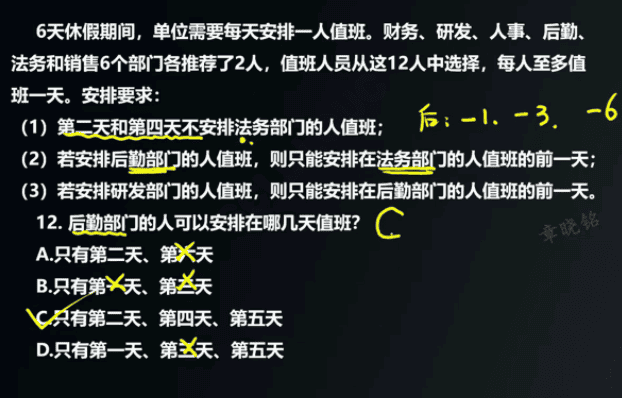 6天休假期间，单位需要每天安排一人值班。财务、研发、人事、后勤、
法务和销售6个部门各推荐了2人，值班人员从这12人中选择，每人至多值
班一天。安排要求：
（1）第二天和第四天不安排法务部门的人值班；
后：-1、-3、-6
（2）若安排后勤部门的人值班，则只能安排在法务部门的人值班的前一天；
（3）若安排研发部门的人值班，则只能安排在后勤部门的人值班的前一天。
12. 后勤部门的人可以安排在哪几天值班？ C
章晓铭
A.只有第二天、第天
B.只有第天、第三天
C.只有第二天、第四天、第五天
D.只有第一天、第三天、第五天